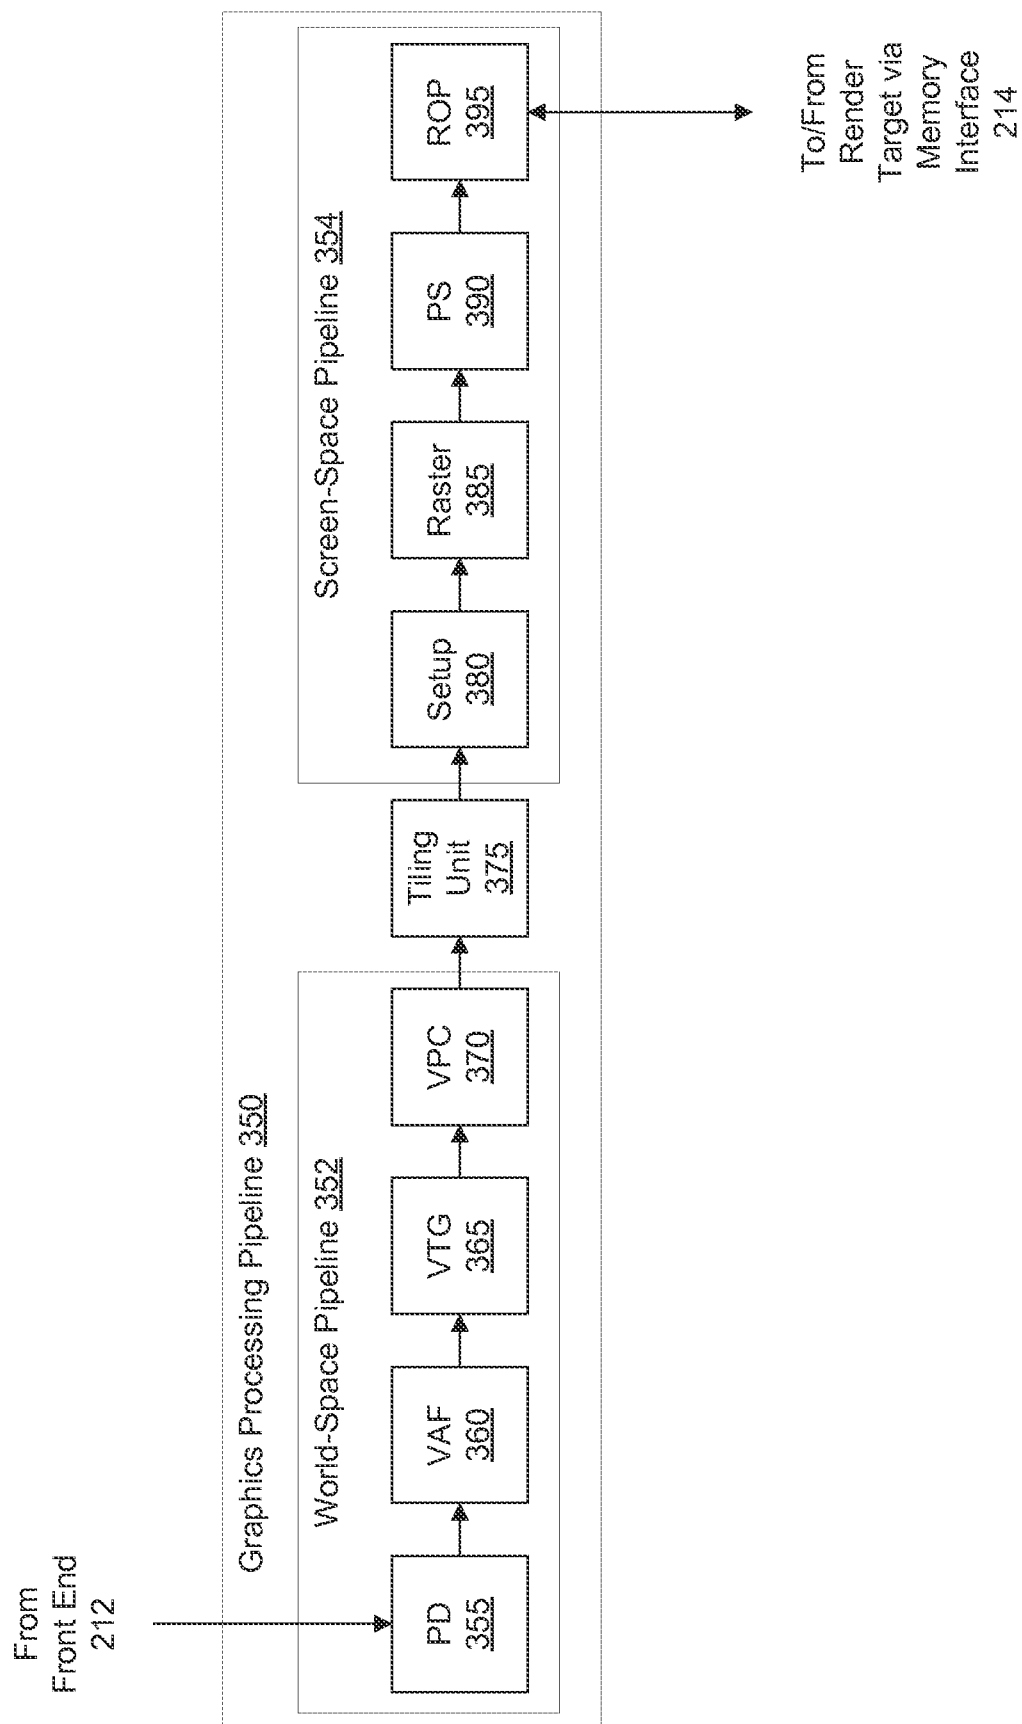 From
Front End
212
Graphics Processing Pipeline 350
World-Space Pipeline 352
PD
355
VAF
360
VTG
365
VPC
370
Tiling
Unit
375
Screen-Space Pipeline 354
Setup
380
Raster
385
PS
390
ROP
395
To/From
Render
Target via
Memory
Interface
214